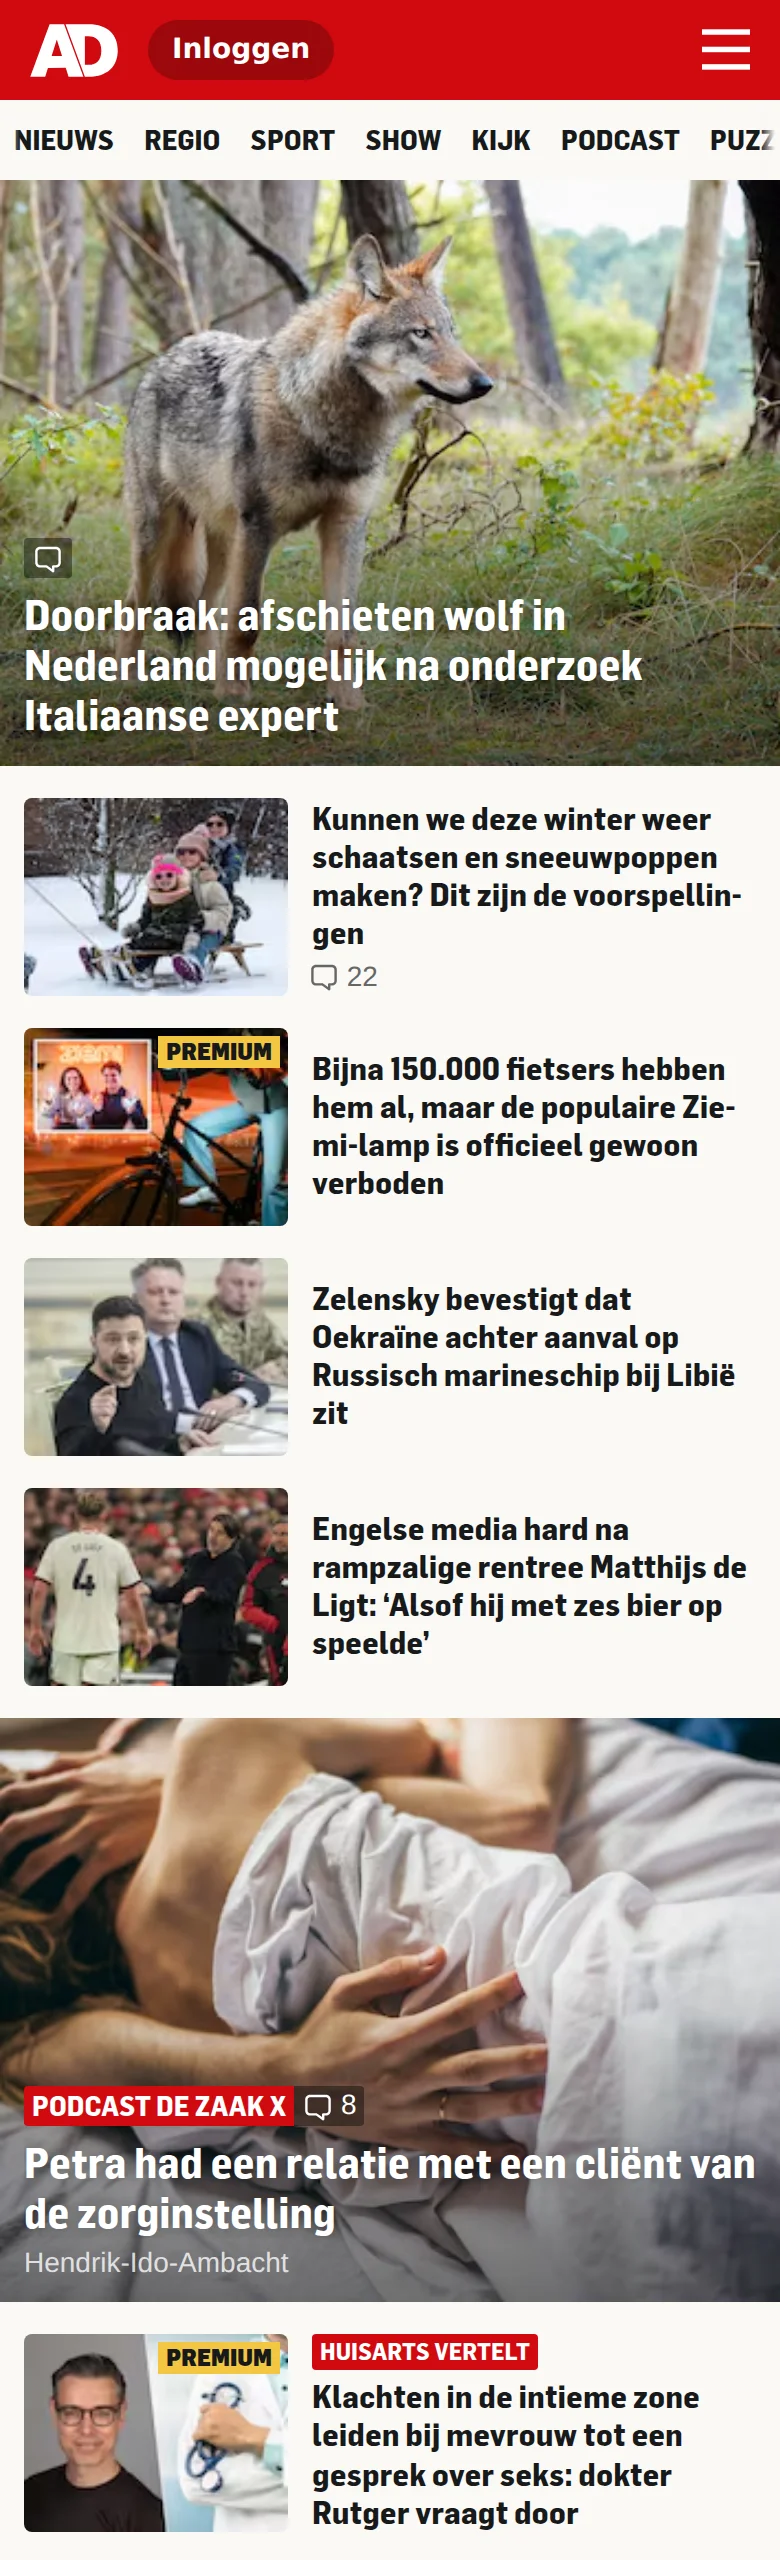 AD
Inloggen
NIEUWS REGIO SPORT SHOW KIJK PODCAST PUZZ
Doorbraak: afschieten wolf in
Nederland mogelijk na onderzoek
Italiaanse expert
Kunnen we deze winter weer
schaatsen en sneeuwpoppen
maken? Dit zijn de voorspellin-
gen
22
PREMIUM
Bijna 150.000 fietsers hebben
hem al, maar de populaire Zie-
mi-lamp is officieel gewoon
verboden
Zelensky bevestigt dat
Oekraïne achter aanval op
Russisch marineschip bij Libië
zit
4
Engelse media hard na
rampzalige rentree Matthijs de
Ligt: ‘Alsof hij met zes bier op
speelde’
PODCAST DE ZAAK X 8
Petra had een relatie met een cliënt van
de zorginstelling
Hendrik-Ido-Ambacht
PREMIUM
HUISARTS VERTELT
Klachten in de intieme zone
leiden bij mevrouw tot een
gesprek over seks: dokter
Rutger vraagt door